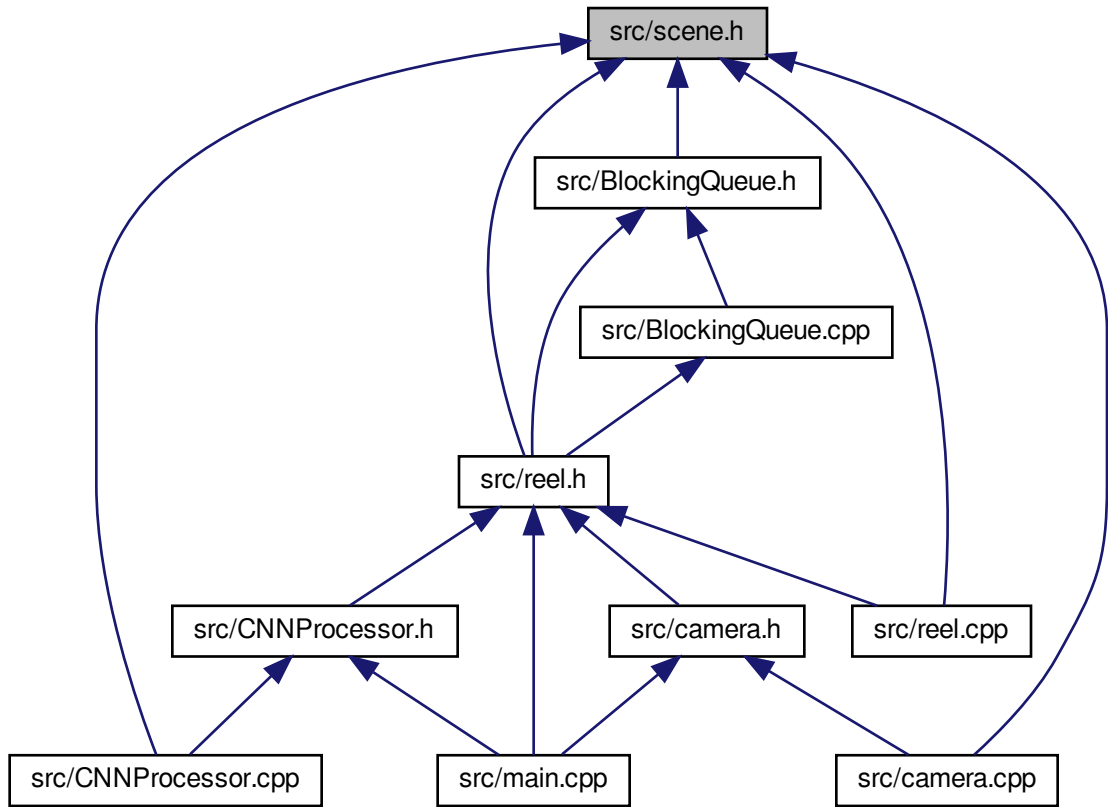 src/scene.h
src/BlockingQueue.h
src/BlockingQueue.cpp
src/reel.h
src/CNNProcessor.h
src/camera.h
src/reel.cpp
src/CNNProcessor.cpp
src/main.cpp
src/camera.cpp